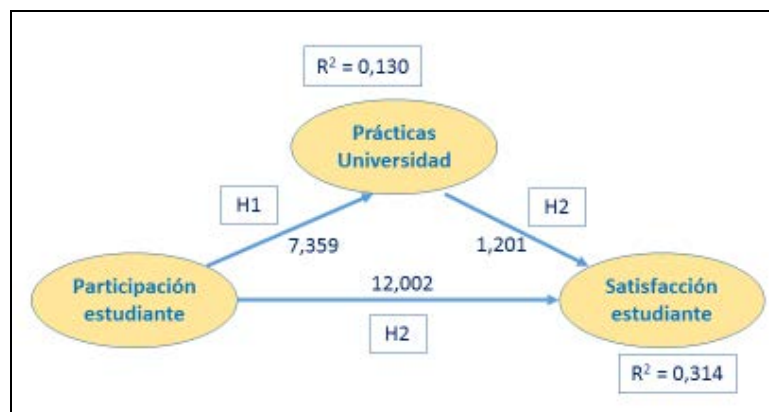 R² = 0,130
Prácticas
Universidad
H1
H2
7,359
1,201
Participación
estudiante
12,002
Satisfacción
estudiante
H2
R² = 0,314